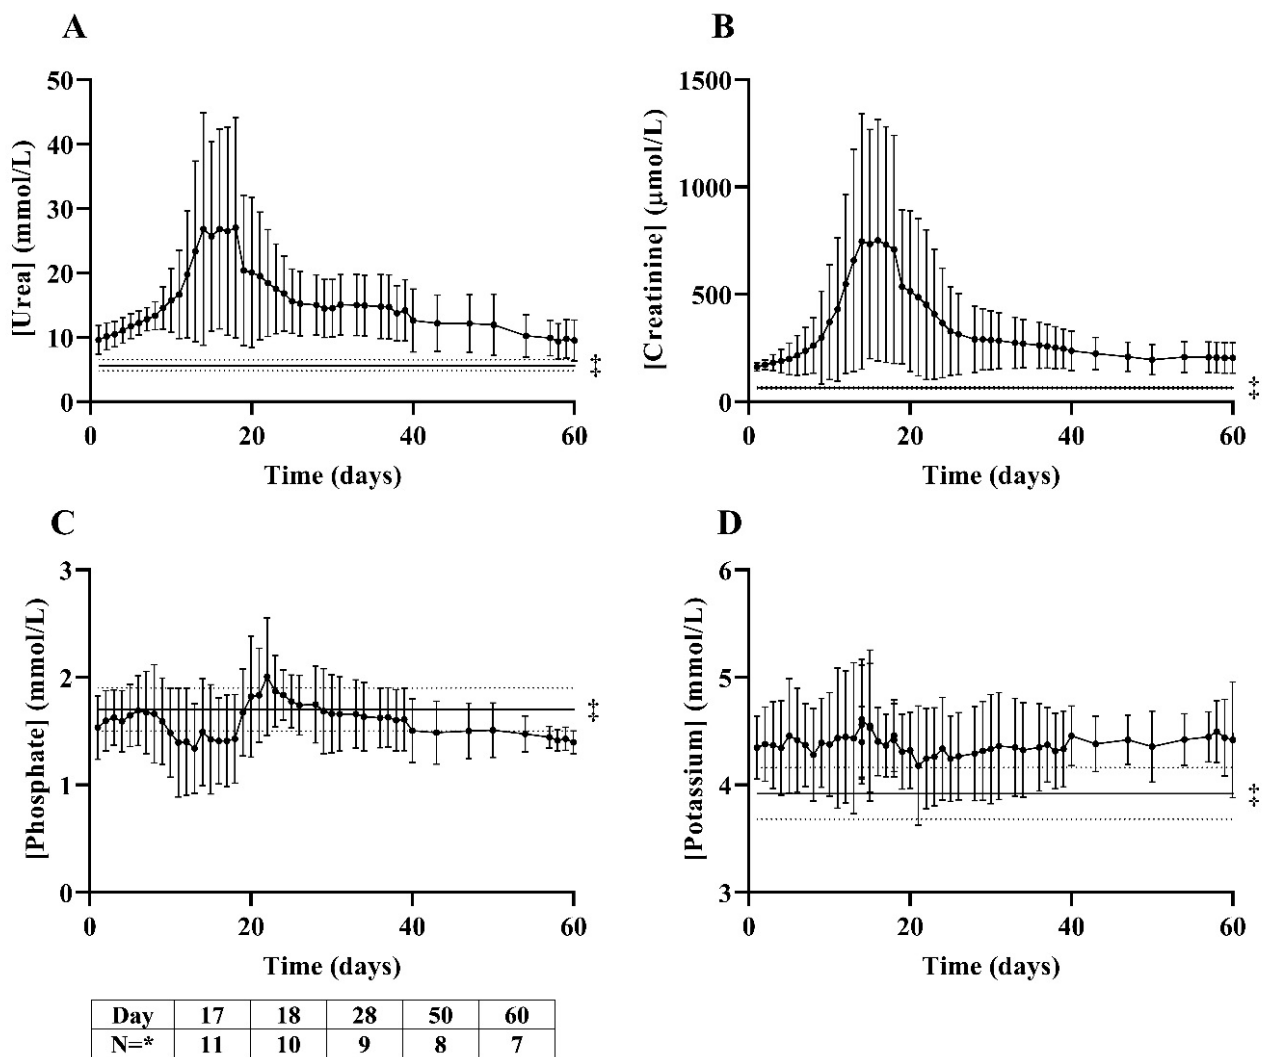 A
[Urea] (mmol/L)
50
40
30
20
10
0
‡
0 20 40 60
Time (days)
B
[Creatinine] (μmol/L)
1500
1000
500
0
‡
0 20 40 60
Time (days)
C
[Phosphate] (mmol/L)
3
2
1
0
‡
0 20 40 60
Time (days)
D
[Potassium] (mmol/L)
6
5
4
3
‡
0 20 40 60
Time (days)
Day 17 18 28 50 60
N=* 11 10 9 8 7